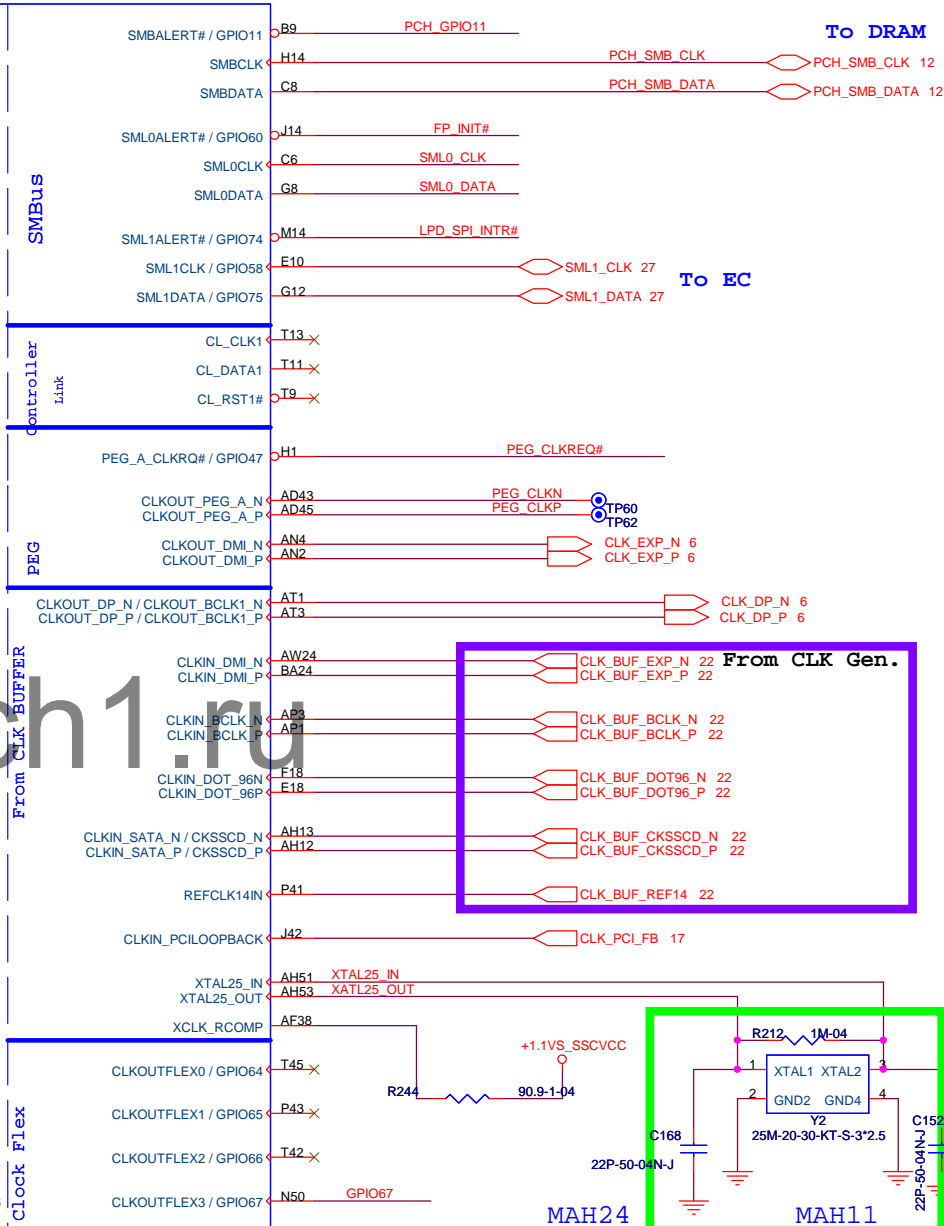 SMBALERT# / GPIO11 B9 PCH_GPIO11
To DRAM
SMBCLK H14 PCH_SMB_CLK PCH_SMB_CLK 12
SMBDATA C8 PCH_SMB_DATA PCH_SMB_DATA 12
SML0ALERT# / GPIO60 J14 FP_INIT#
SML0CLK C6 SML0_CLK
SML0DATA G8 SML0_DATA
SMBus
SML1ALERT# / GPIO74 M14 LPD_SPI_INTR#
SML1CLK / GPIO58 E10 SML1_CLK 27
To EC
SML1DATA / GPIO75 G12 SML1_DATA 27
Controller
Link
CL_CLK1 T13
CL_DATA1 T11
CL_RST1# T9
PEG_A_CLKRQ# / GPIO47 H1 PEG_CLKREQ#
CLKOUT_PEG_A_N AD43 PEG_CLKN TP60
CLKOUT_PEG_A_P AD45 PEG_CLKP TP62
PEG
CLKOUT_DMI_N AN4 CLK_EXP_N 6
CLKOUT_DMI_P AN2 CLK_EXP_P 6
CLKOUT_DP_N / CLKOUT_BCLK1_N AT1 CLK_DP_N 6
CLKOUT_DP_P / CLKOUT_BCLK1_P AT3 CLK_DP_P 6
From CLK BUFFER
From CLK Gen.
CLKIN_DMI_N AW24 CLK_BUF_EXP_N 22
CLKIN_DMI_P BA24 CLK_BUF_EXP_P 22
ch1.ru
CLKIN_BCLK_N AP3 CLK_BUF_BCLK_N 22
CLKIN_BCLK_P AP1 CLK_BUF_BCLK_P 22
CLKIN_DOT_96N F18 CLK_BUF_DOT96_N 22
CLKIN_DOT_96P E18 CLK_BUF_DOT96_P 22
CLKIN_SATA_N / CKSSCD_N AH13 CLK_BUF_CKSSCD_N 22
CLKIN_SATA_P / CKSSCD_P AH12 CLK_BUF_CKSSCD_P 22
REFCLK14IN P41 CLK_BUF_REF14 22
CLKIN_PCILOOPBACK J42 CLK_PCI_FB 17
XTAL25_IN AH51 XTAL25_IN
XTAL25_OUT AH53 XATL25_OUT
XCLK_RCOMP AF38
+1.1VS_SSCVCC
R244 90.9-1-04
R212 1M-04
1 XTAL1 XTAL2 3
2 GND2 GND4 4
Y2
25M-20-30-KT-S-3*2.5
C168
22P-50-04N-J
C152
22P-50-04N-J
Clock Flex
CLKOUTFLEX0 / GPIO64 T45
CLKOUTFLEX1 / GPIO65 P43
CLKOUTFLEX2 / GPIO66 T42
CLKOUTFLEX3 / GPIO67 N50 GPIO67
MAH24
MAH11